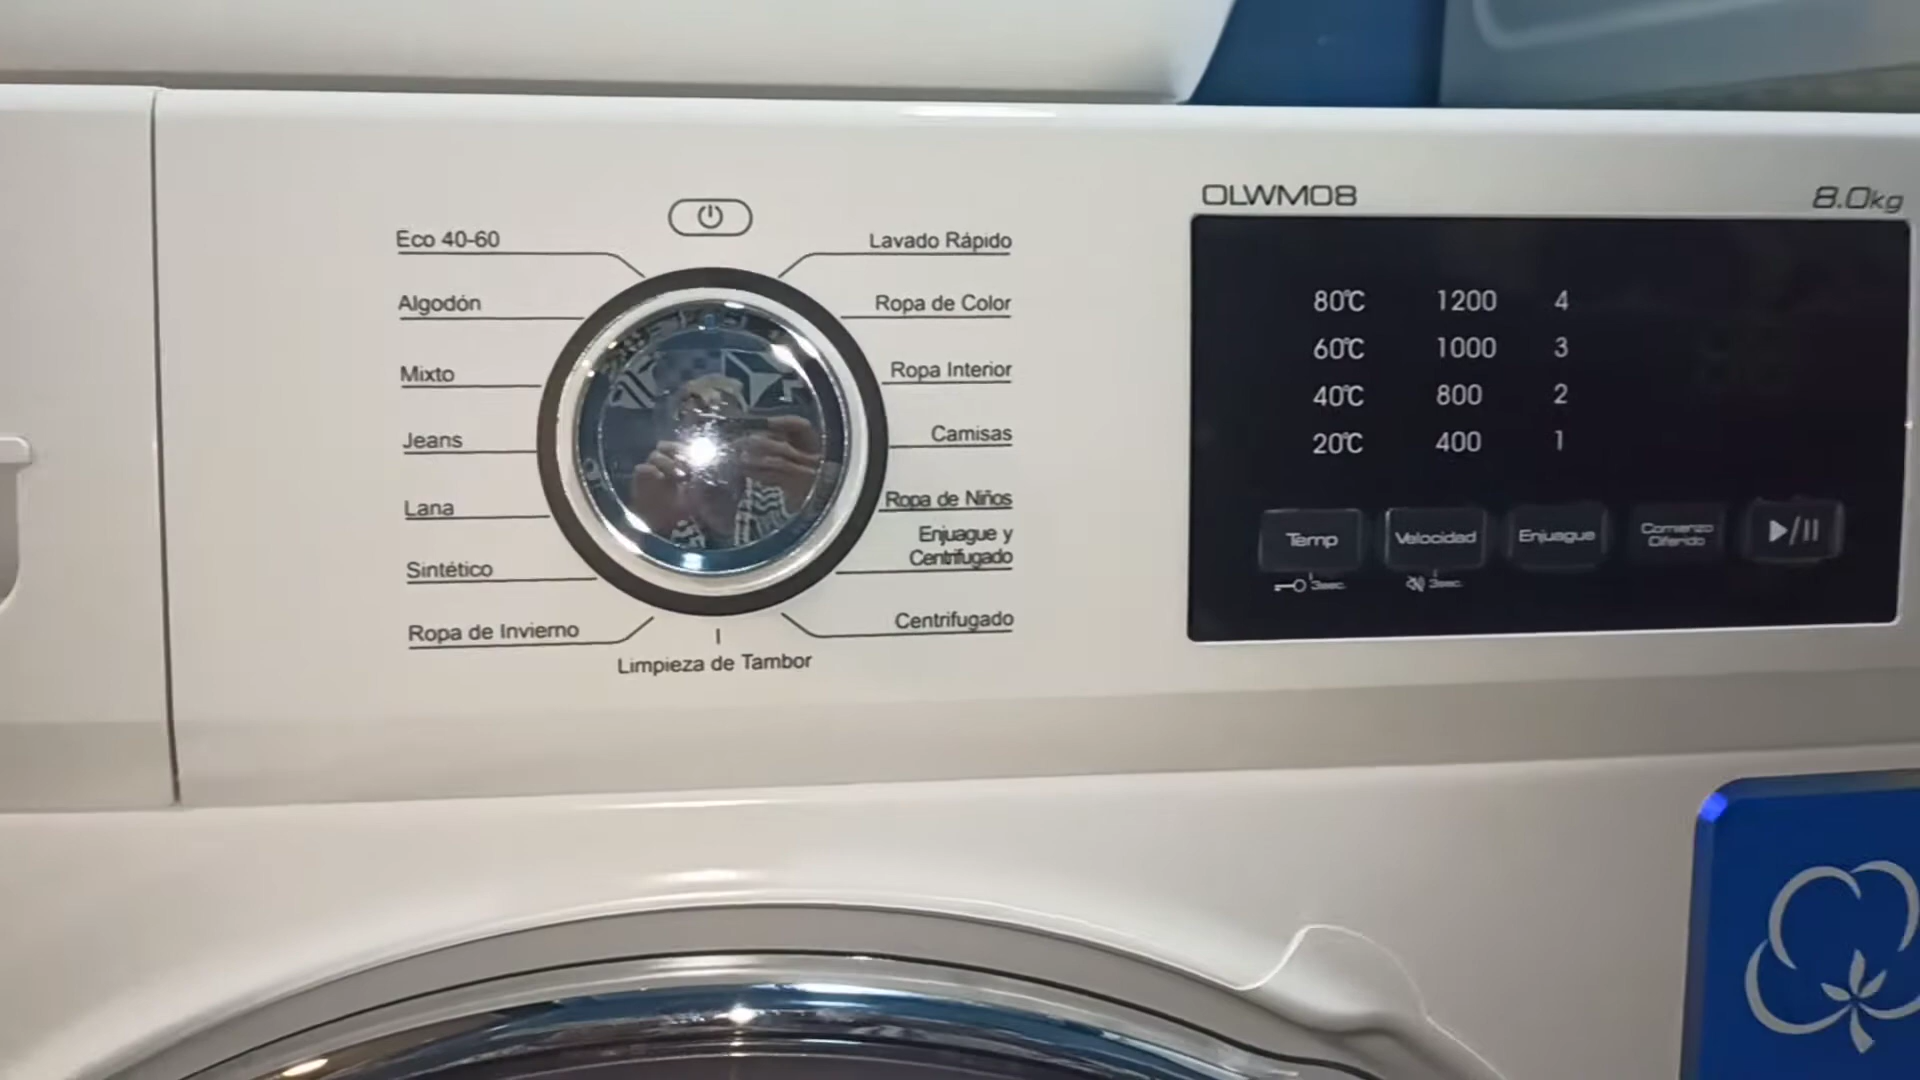 Eco 40-60
Algodón
Mixto
Jeans
Lana
Sintético
Ropa de Invierno
Limpieza de Tambor
Lavado Rápido
Ropa de Color
Ropa Interior
Camisas
Ropa de Niños
Enjuague y
Centrifugado
Centrifugado
OLWM08
8.0kg
80℃ 1200 4
60℃ 1000 3
40℃ 800 2
20℃ 400 1
Temp
Velocidad
Enjuague
Comienzo
Diferido
3sec.
3sec.